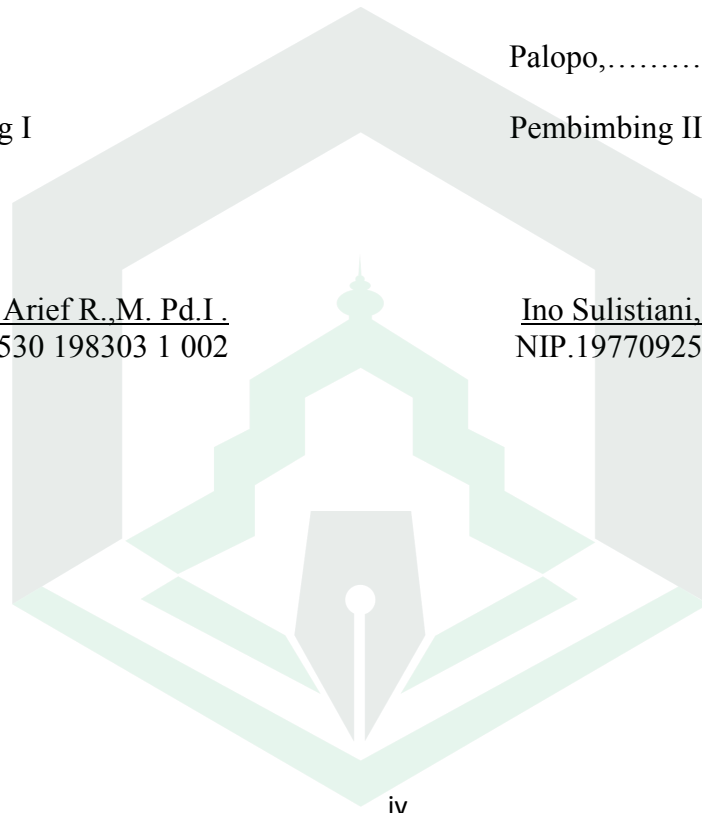 Palopo,………
g I Pembimbing II
Arief R.,M. Pd.I . Ino Sulistiani,
530 198303 1 002 NIP.19770925
iv